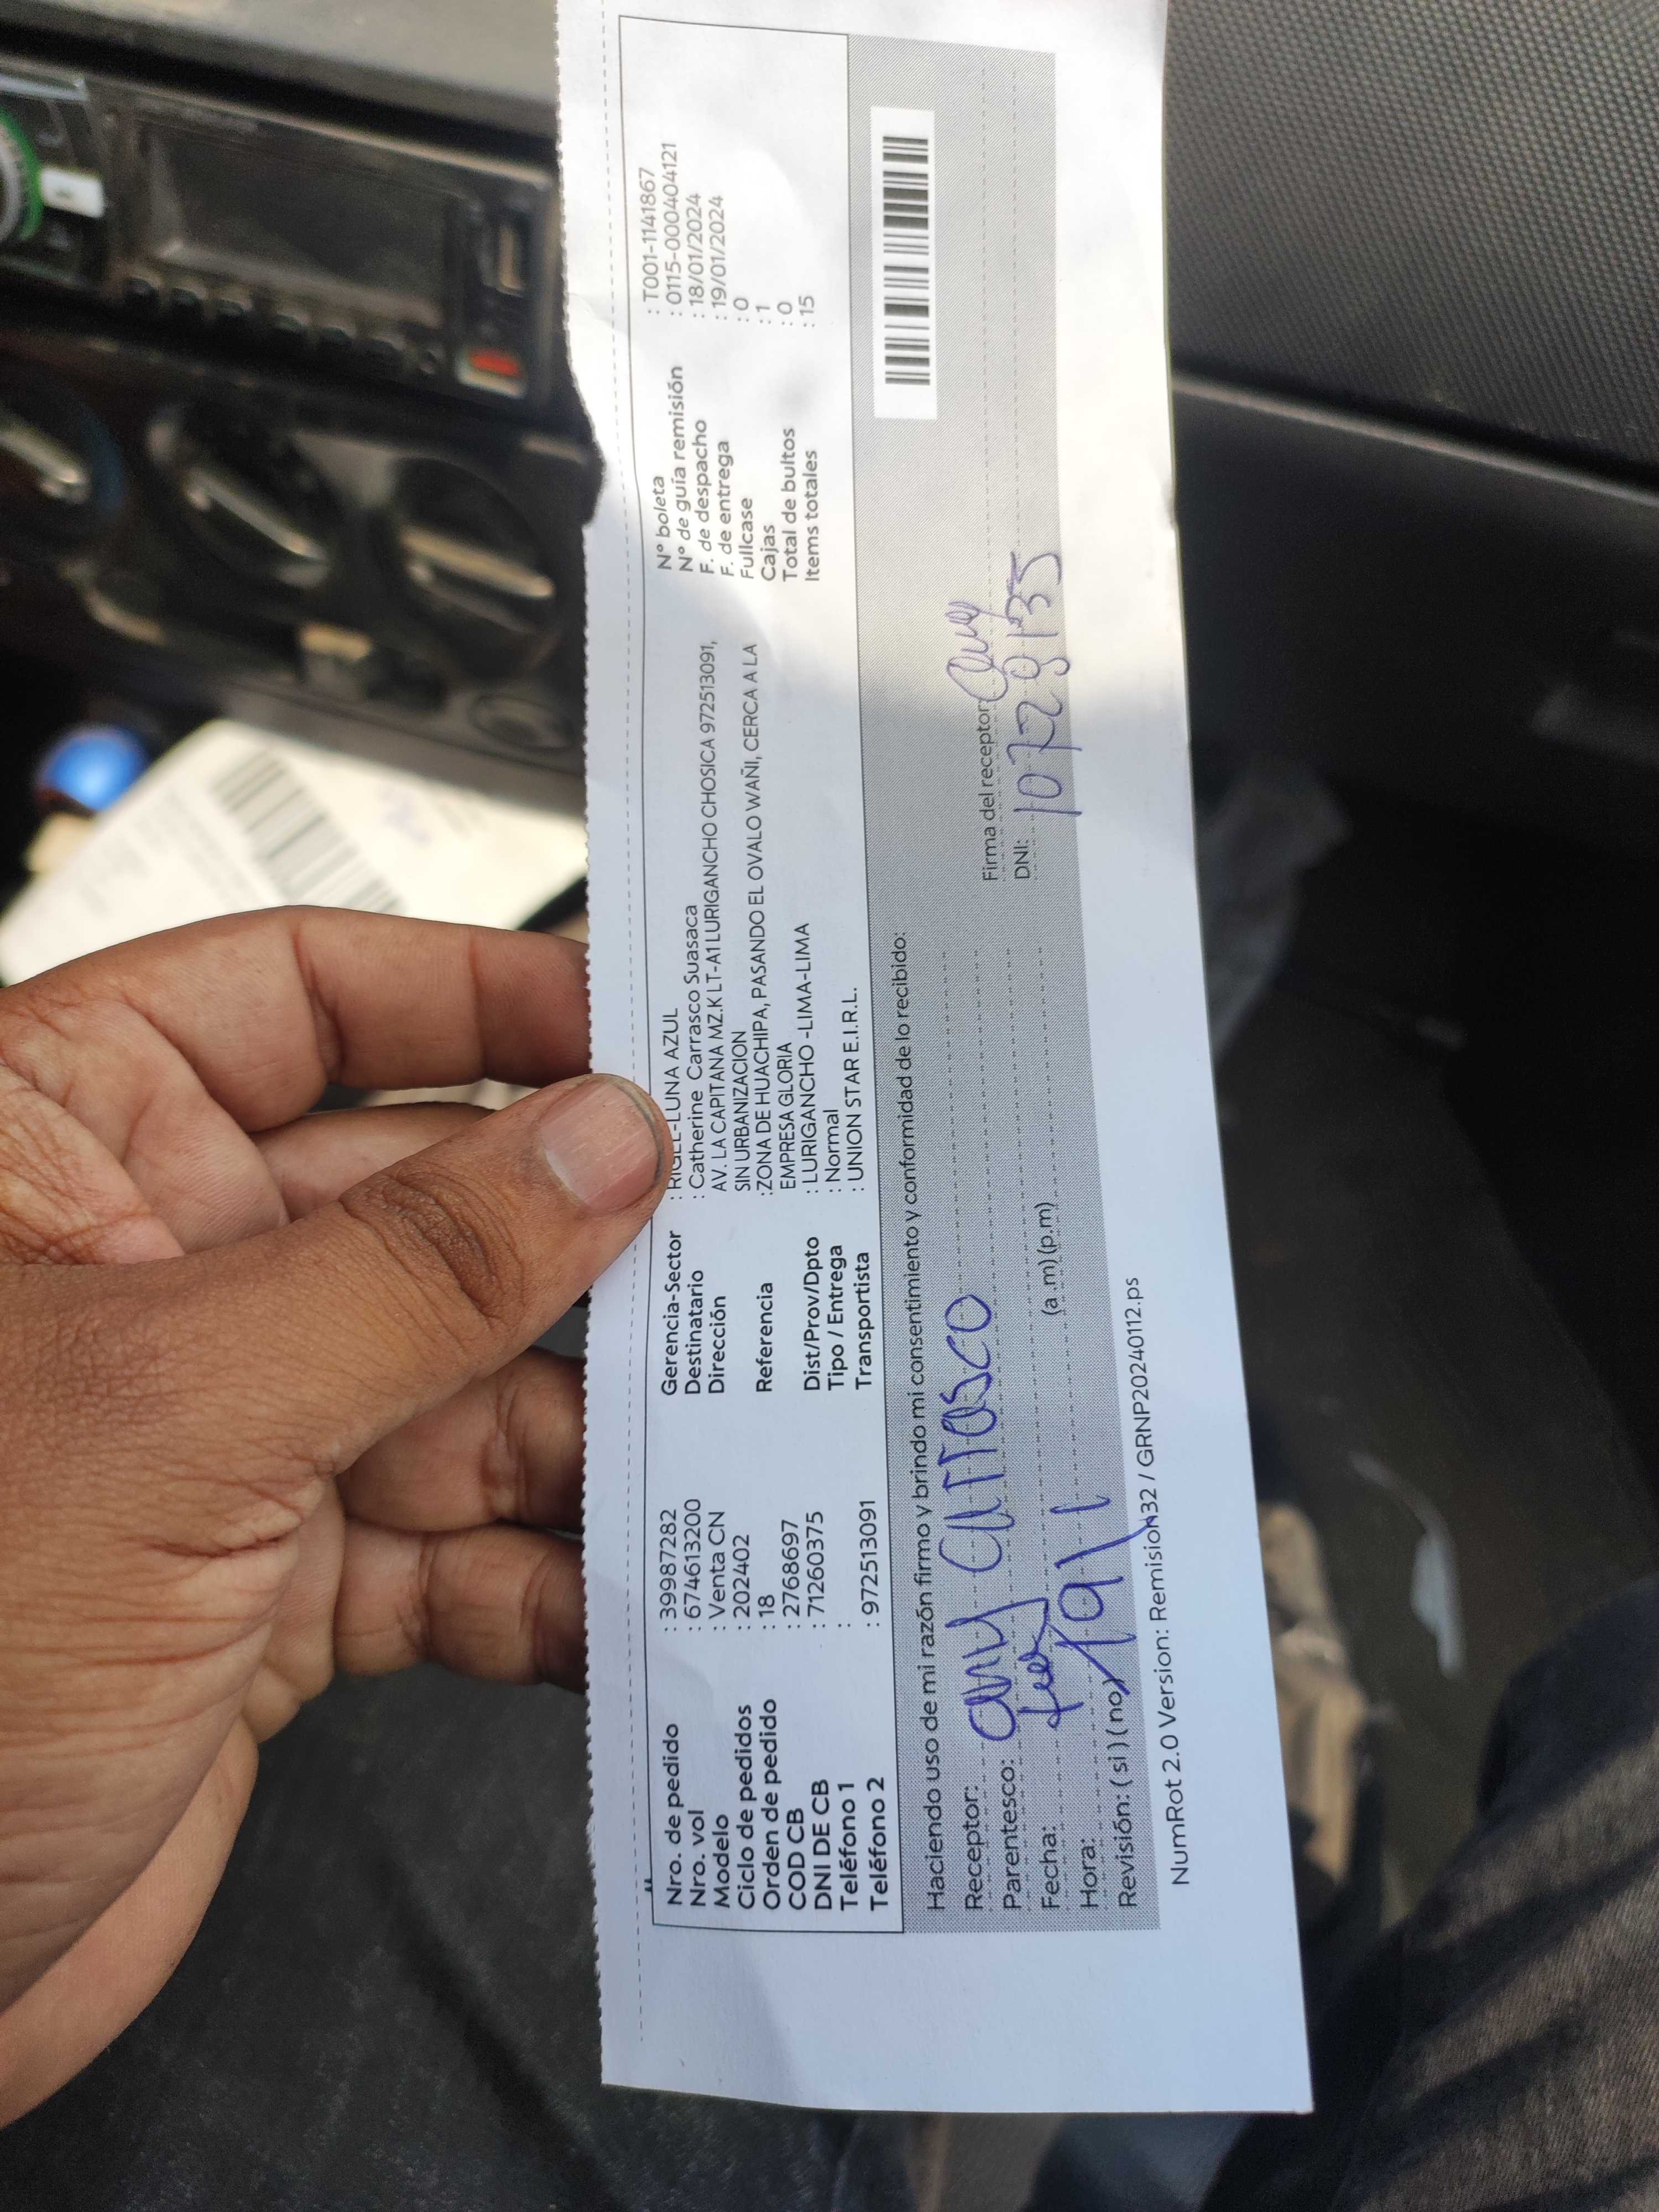 Nro. de pedido : 39987282
Nro. vol : 674613200
Modelo : Venta CN
Ciclo de pedidos : 202402
Orden de pedido : 18
COD CB : 2768697
DNI DE CB : 71260375
Teléfono 1 :
Teléfono 2 : 972513091
Gerencia-Sector : RIGEL-LUNA AZUL
Destinatario : Catherine Carrasco Suasaca
Dirección AV. LA CAPITANA MZ.K LT-A1 LURIGANCHO CHOSICA 972513091,
SIN URBANIZACION
Referencia :ZONA DE HUACHIPA, PASANDO EL OVALO WAÑI, CERCA A LA
EMPRESA GLORIA
Dist/Prov/Dpto : LURIGANCHO -LIMA-LIMA
Tipo / Entrega : Normal
Transportista : UNION STAR E.I.R.L.
N° boleta : T001-1141867
N° de guía remisión : 0115-0000404121
F. de despacho : 18/01/2024
F. de entrega : 19/01/2024
Fullcase : 0
Cajas : 1
Total de bultos : 0
Items totales : 15
Haciendo uso de mi razón firmo y brindo mi consentimiento y conformidad de lo recibido:
Receptor: any carrasco
Parentesco:
Fecha:
Hora: (a .m) (p.m)
Revisión: ( si ) ( no)
Firma del receptor
DNI: 10729135
NumRot 2.0 Version: Remision32 / GRNP20240112.ps